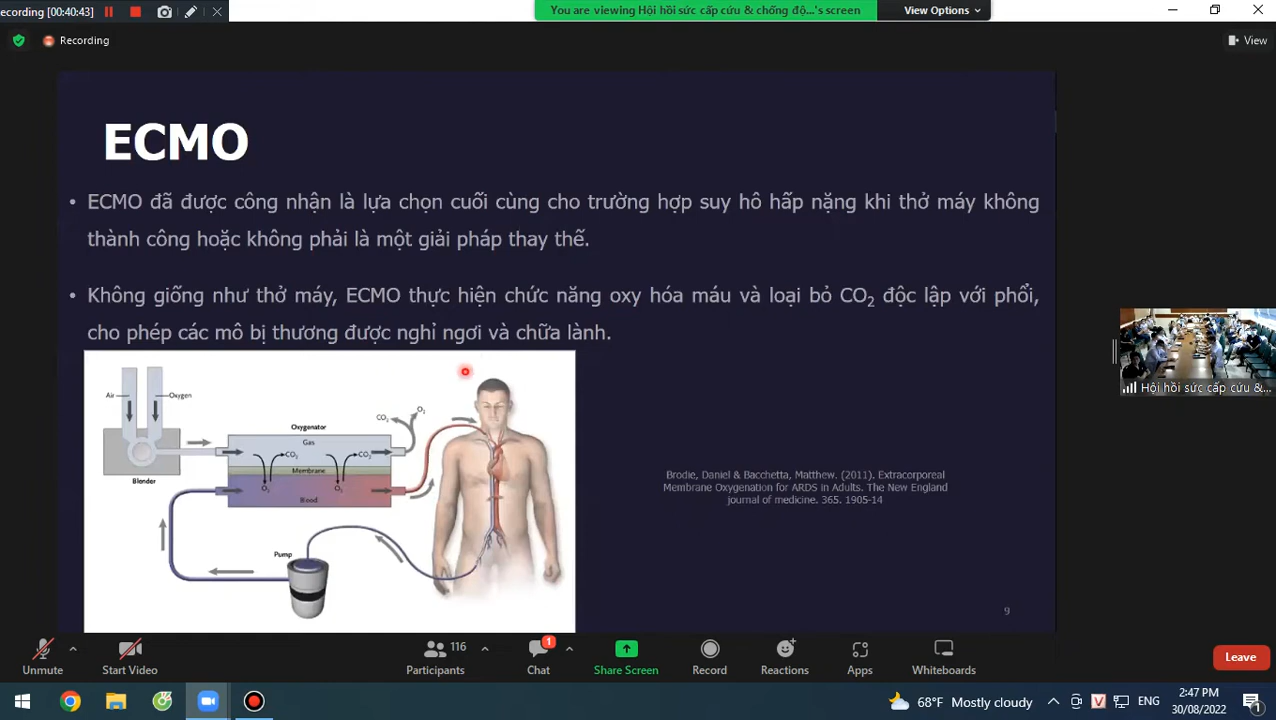 ecording [00:40:43]
You are viewing Hội hồi sức cấp cứu & chống độ...'s screen
View Options
Recording
View
ECMO
• ECMO đã được công nhận là lựa chọn cuối cùng cho trường hợp suy hô hấp nặng khi thở máy không
thành công hoặc không phải là một giải pháp thay thế.
• Không giống như thở máy, ECMO thực hiện chức năng oxy hóa máu và loại bỏ CO₂ độc lập với phổi,
cho phép các mô bị thương được nghỉ ngơi và chữa lành.
Air
Oxygen
Blender
Oxygenator
Gas
CO₂
CO₂
Membrane
O₂
O₂
Blood
CO₂
O₂
Pump
Brodie, Daniel & Bacchetta, Matthew. (2011). Extracorporeal
Membrane Oxygenation for ARDS in Adults. The New England
journal of medicine. 365. 1905-14
9
Hội hồi sức cấp cứu &...
Unmute
Start Video
116
Participants
1
Chat
Share Screen
Record
Reactions
Apps
Whiteboards
Leave
68°F Mostly cloudy
V
ENG
2:47 PM
30/08/2022
1